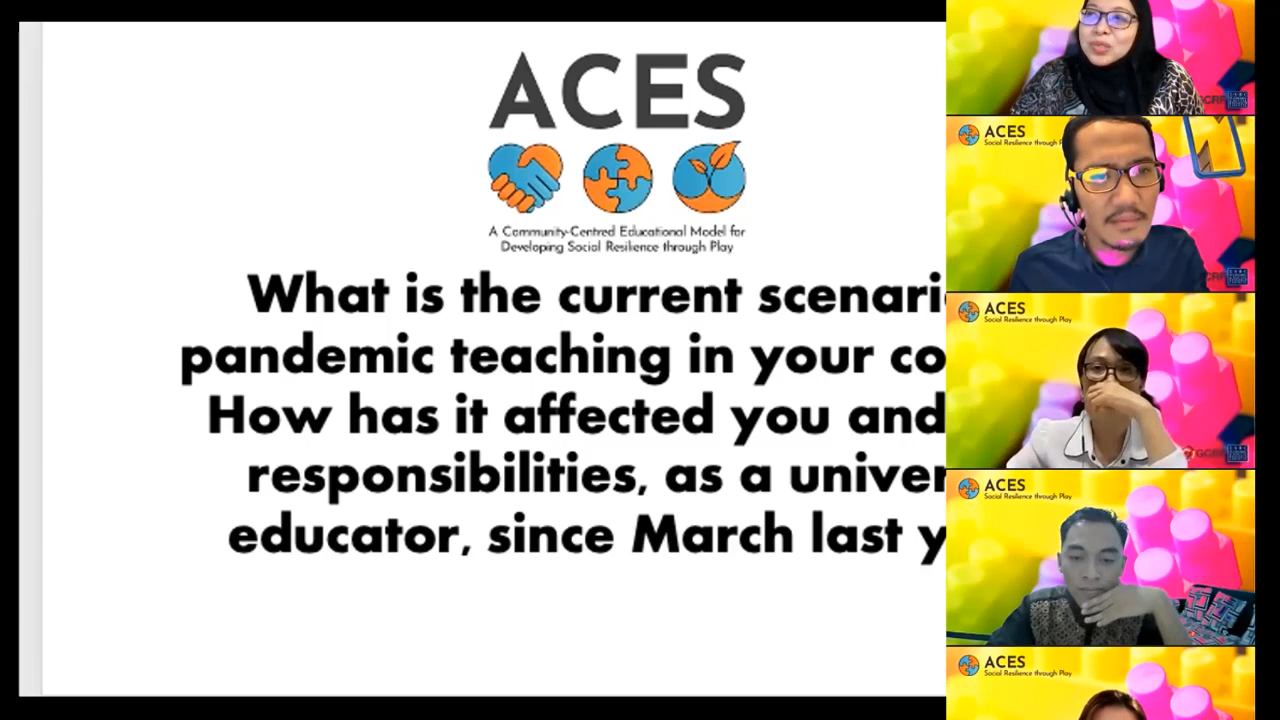 ACES
A Community-Centred Educational Model for
Developing Social Resilience through Play
What is the current scenari
pandemic teaching in your co
How has it affected you and
responsibilities, as a univer
educator, since March last y
ACES
Social Resilience through P
ACES
Social Resilience through Play
ACES
Social Resilience through Play
ACES
Social Resilience through Play